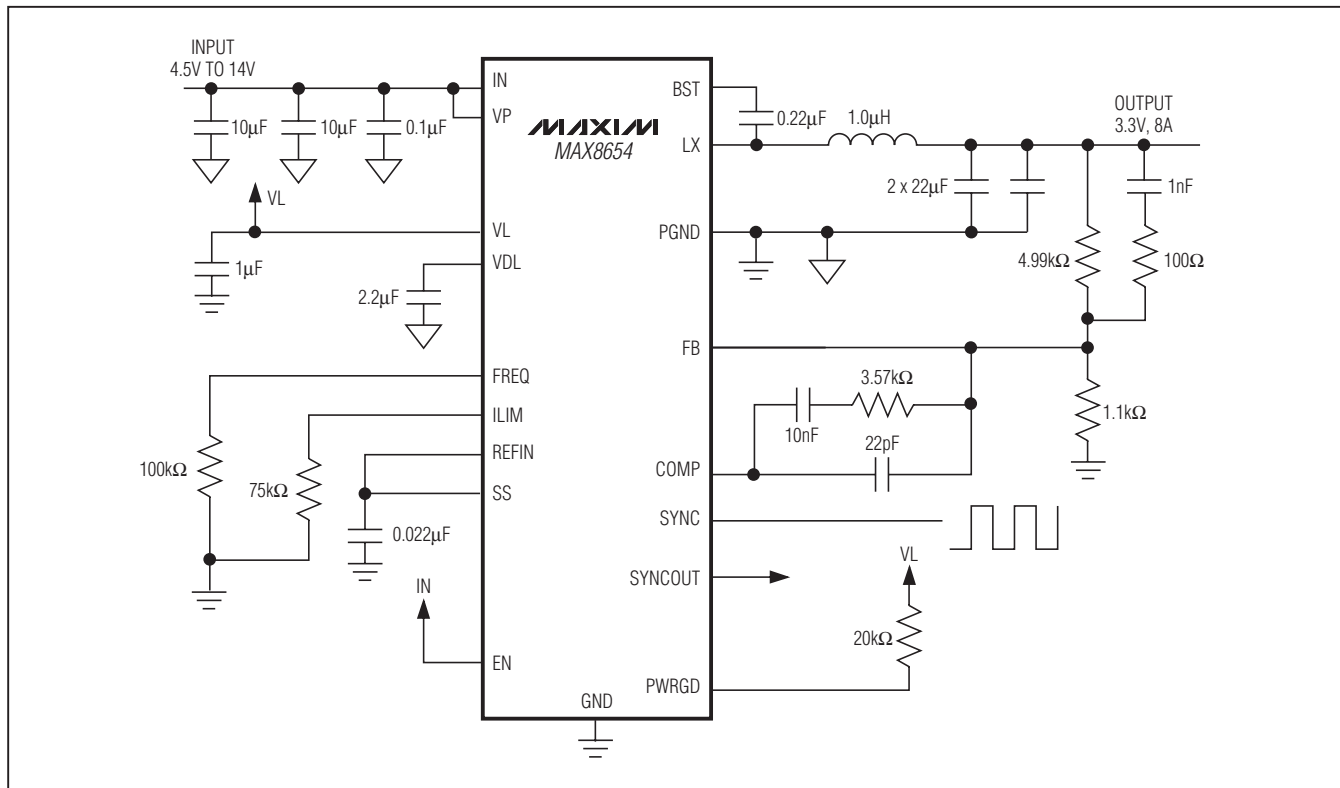 INPUT
4.5V TO 14V
10µF
10µF
0.1µF
IN
VP
MAXIM
MAX8654
BST
0.22µF
LX
1.0µH
OUTPUT
3.3V, 8A
2 x 22µF
1nF
PGND
4.99kΩ
100Ω
VL
VL
1µF
VDL
2.2µF
FB
FREQ
ILIM
REFIN
SS
100kΩ
75kΩ
0.022µF
3.57kΩ
10nF
22pF
1.1kΩ
COMP
SYNC
SYNCOUT
VL
20kΩ
IN
EN
PWRGD
GND